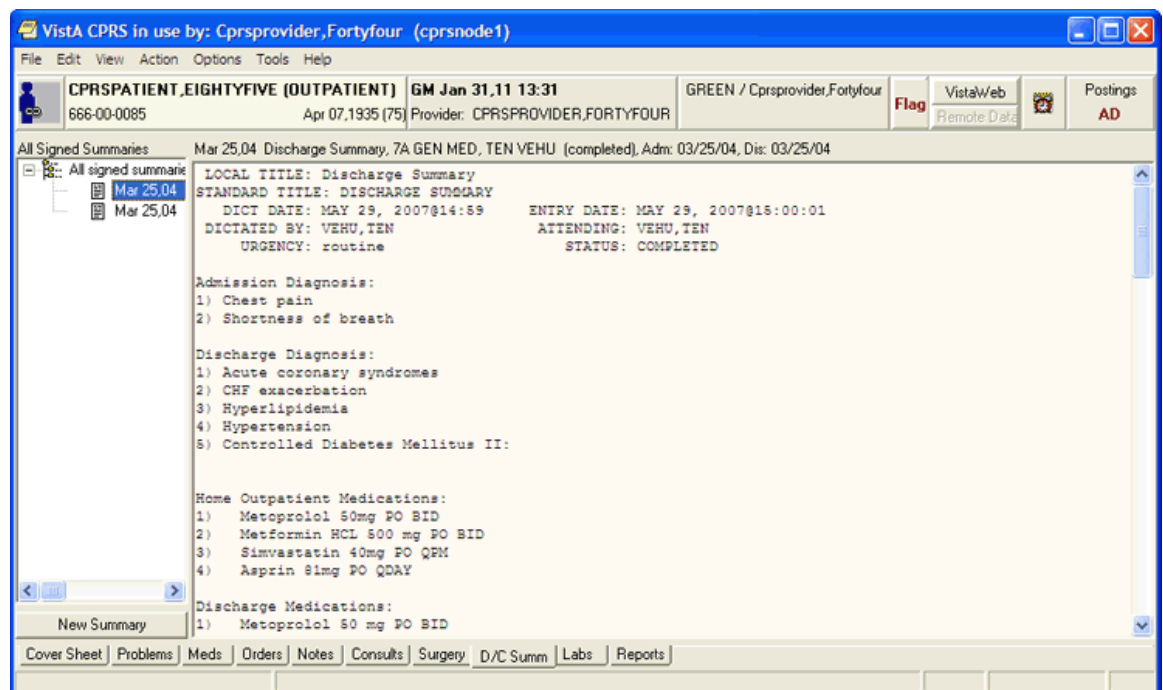 VistA CPRS in use by: Cprsprovider,Fortyfour (cprsnode1)
File Edit View Action Options Tools Help
CPRSPATIENT,EIGHTYFIVE (OUTPATIENT) GM Jan 31,11 13:31 GREEN / Cprsprovider,Fortyfour Flag VistaWeb Postings
666-00-0085 Apr 07,1935 (75) Provider: CPRSPROVIDER,FORTYFOUR Remote Data AD
All Signed Summaries Mar 25,04 Discharge Summary, 7A GEN MED, TEN VEHU (completed), Adm: 03/25/04, Dis: 03/25/04
All signed summarie
Mar 25,04
Mar 25,04
LOCAL TITLE: Discharge Summary
STANDARD TITLE: DISCHARGE SUMMARY
DICT DATE: MAY 29, 2007@14:59 ENTRY DATE: MAY 29, 2007@15:00:01
DICTATED BY: VEHU,TEN ATTENDING: VEHU,TEN
URGENCY: routine STATUS: COMPLETED
Admission Diagnosis:
1) Chest pain
2) Shortness of breath
Discharge Diagnosis:
1) Acute coronary syndromes
2) CHF exacerbation
3) Hyperlipidemia
4) Hypertension
5) Controlled Diabetes Mellitus II:
Home Outpatient Medications:
1) Metoprolol 50mg PO BID
2) Metformin HCL 500 mg PO BID
3) Simvastatin 40mg PO QPM
4) Asprin 81mg PO QDAY
Discharge Medications:
1) Metoprolol 50 mg PO BID
New Summary
Cover Sheet Problems Meds Orders Notes Consults Surgery D/C Summ Labs Reports